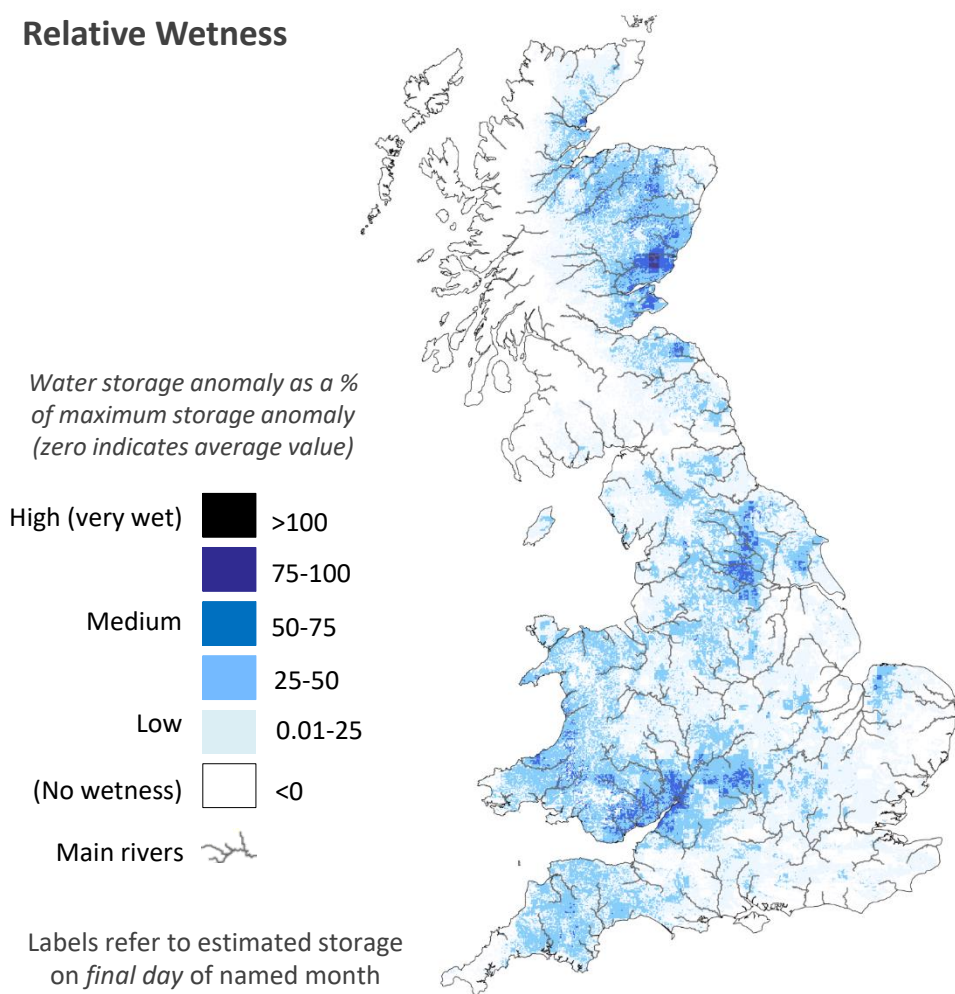 Relative Wetness
Water storage anomaly as a %
of maximum storage anomaly
(zero indicates average value)
High (very wet) >100
75-100
Medium 50-75
25-50
Low 0.01-25
(No wetness) <0
Main rivers
Labels refer to estimated storage
on final day of named month